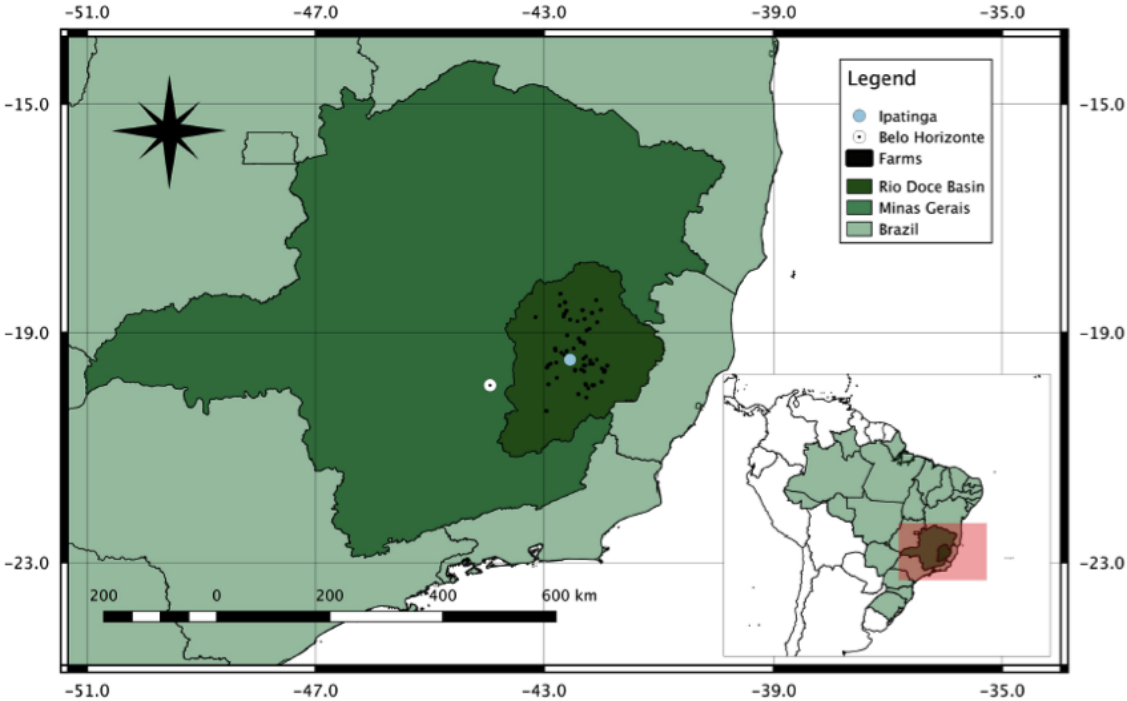 -51.0 -47.0 -43.0 -39.0 -35.0
Legend
Ipatinga
Belo Horizonte
Farms
Rio Doce Basin
Minas Gerais
Brazil
-15.0 -15.0
-19.0 -19.0
-23.0 -23.0
200 0 200 400 600 km
-51.0 -47.0 -43.0 -39.0 -35.0